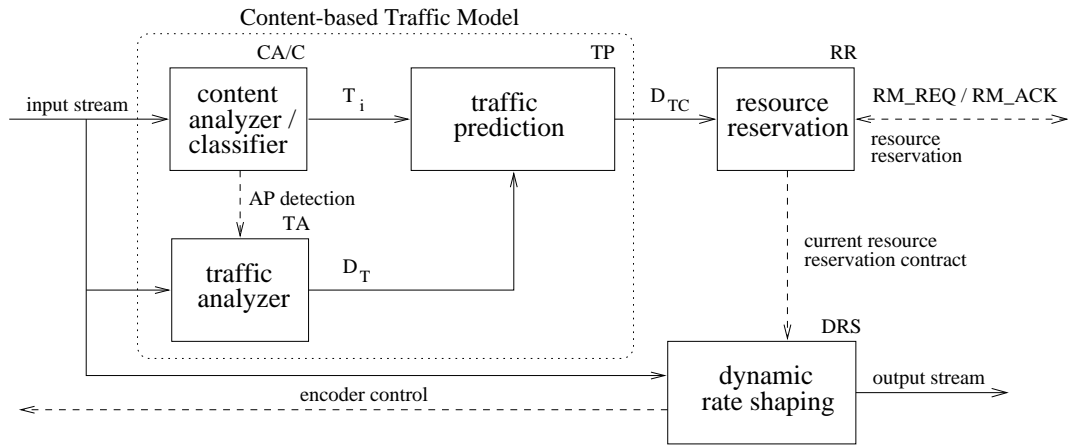 Content-based Traffic Model
CA/C
TP
RR
input stream
content
analyzer /
classifier
T i
traffic
prediction
D TC
resource
reservation
RM_REQ / RM_ACK
resource
reservation
AP detection
TA
traffic
analyzer
D T
current resource
reservation contract
DRS
dynamic
rate shaping
output stream
encoder control